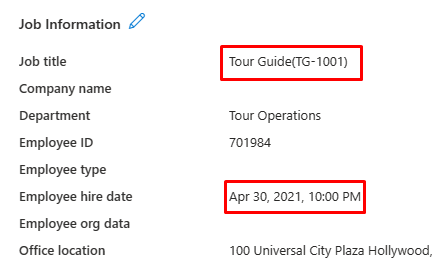 Job Information
Job title Tour Guide(TG-1001)
Company name
Department Tour Operations
Employee ID 701984
Employee type
Employee hire date Apr 30, 2021, 10:00 PM
Employee org data
Office location 100 Universal City Plaza Hollywood,